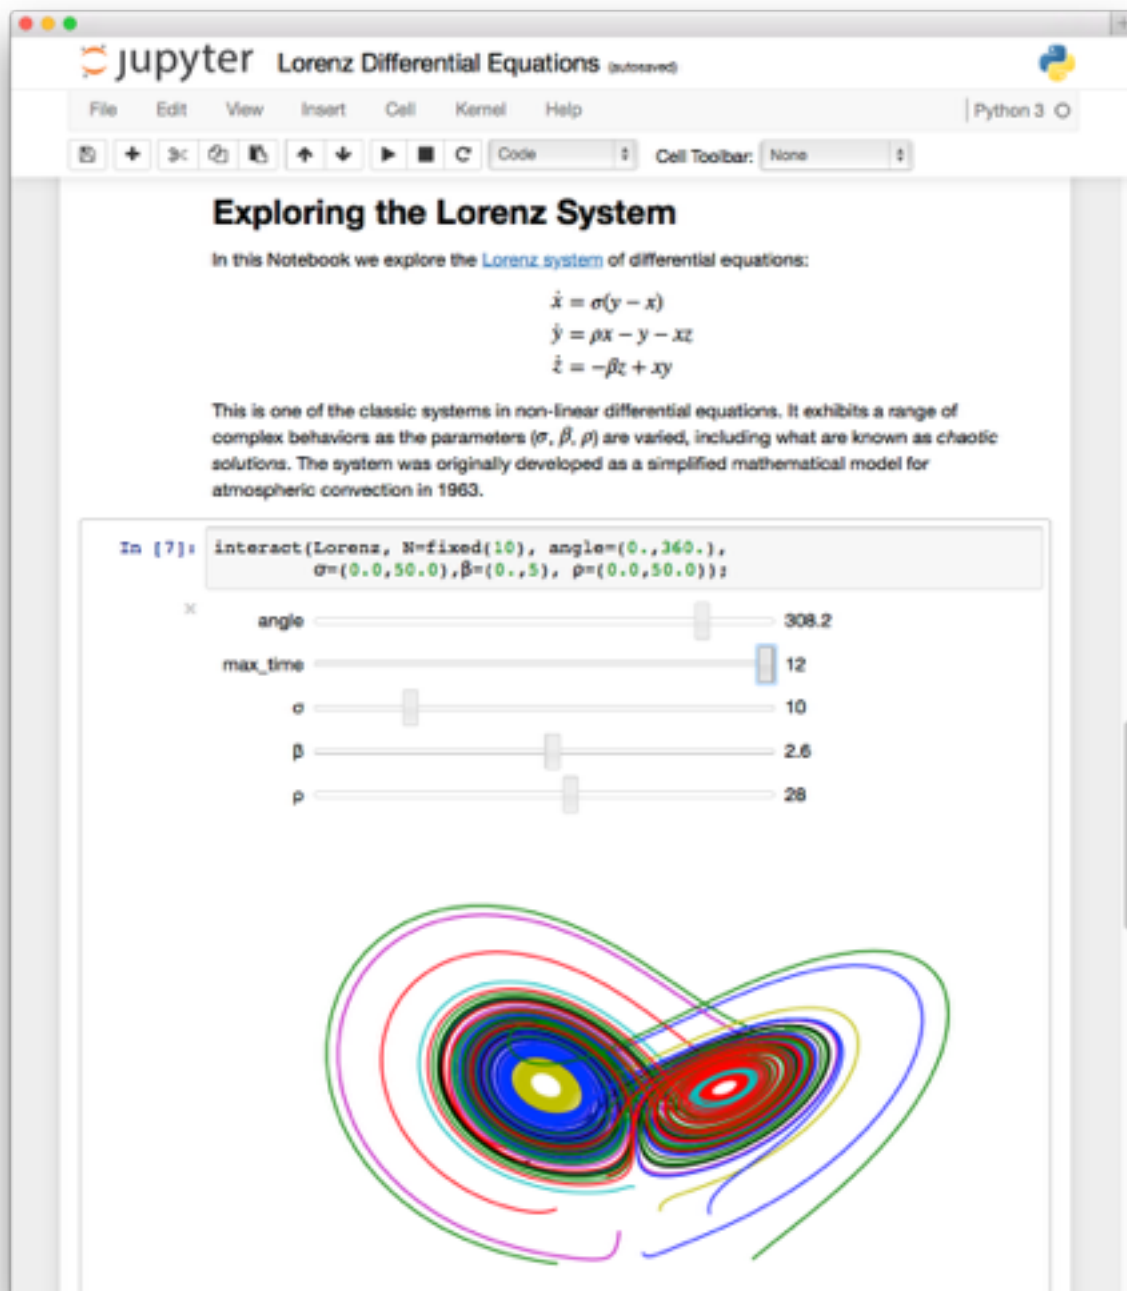 jupyter Lorenz Differential Equations (autosaved)
File Edit View Insert Cell Kernel Help Python 3
Code Cell Toolbar: None
Exploring the Lorenz System
In this Notebook we explore the Lorenz system of differential equations:
ẋ = σ(y − x)
ẏ = ρx − y − xz
ż = −βz + xy
This is one of the classic systems in non-linear differential equations. It exhibits a range of
complex behaviors as the parameters (σ, β, ρ) are varied, including what are known as chaotic
solutions. The system was originally developed as a simplified mathematical model for
atmospheric convection in 1963.
In [7]: interact(Lorenz, N=fixed(10), angle=(0.,360.),
σ=(0.0,50.0),β=(0.,5), ρ=(0.0,50.0));
angle 308.2
max_time 12
σ 10
β 2.6
ρ 28